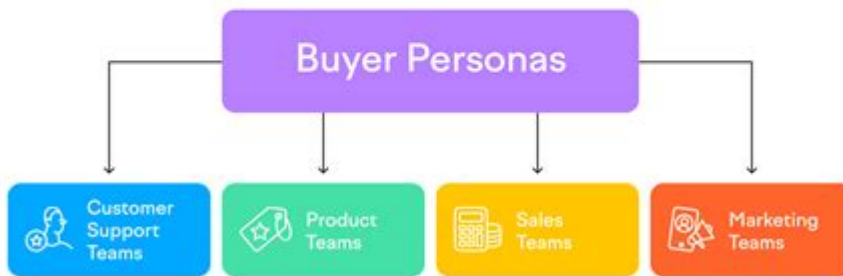 Buyer Personas
Customer
Support
Teams
Product
Teams
Sales
Teams
Marketing
Teams